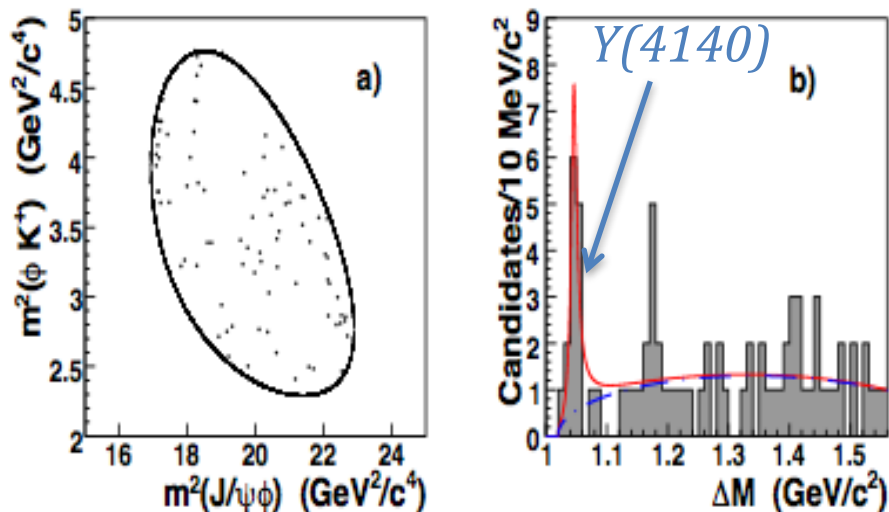 a)
m²(ϕ K⁺) (GeV²/c⁴)
5
4.5
4
3.5
3
2.5
2
16 18 20 22 24
m²(J/ψϕ) (GeV²/c⁴)
Y(4140)
b)
Candidates/10 MeV/c²
9
8
7
6
5
4
3
2
1
0
1 1.1 1.2 1.3 1.4 1.5
ΔM (GeV/c²)